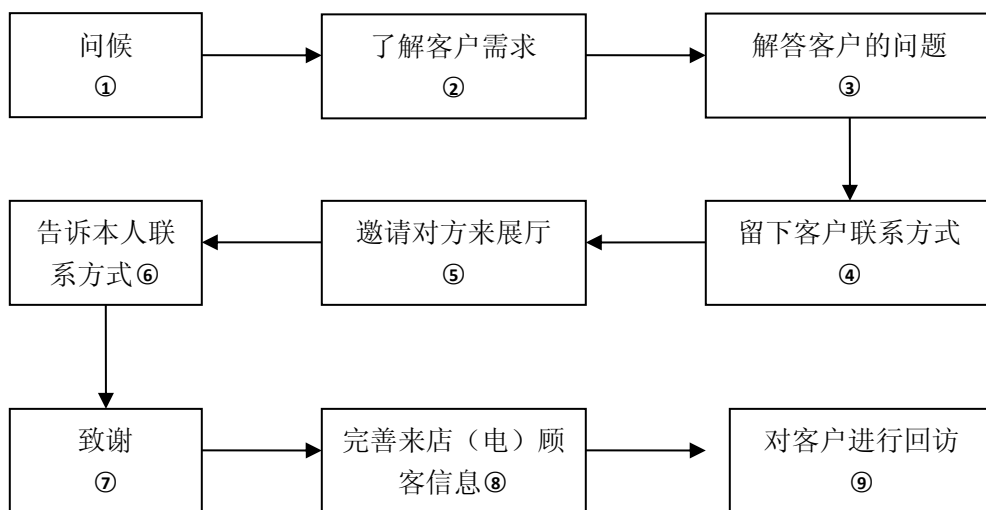 问候
①
了解客户需求
②
解答客户的问题
③
留下客户联系方式
④
邀请对方来展厅
⑤
告诉本人联
系方式⑥
致谢
⑦
完善来店（电）顾
客信息⑧
对客户进行回访
⑨